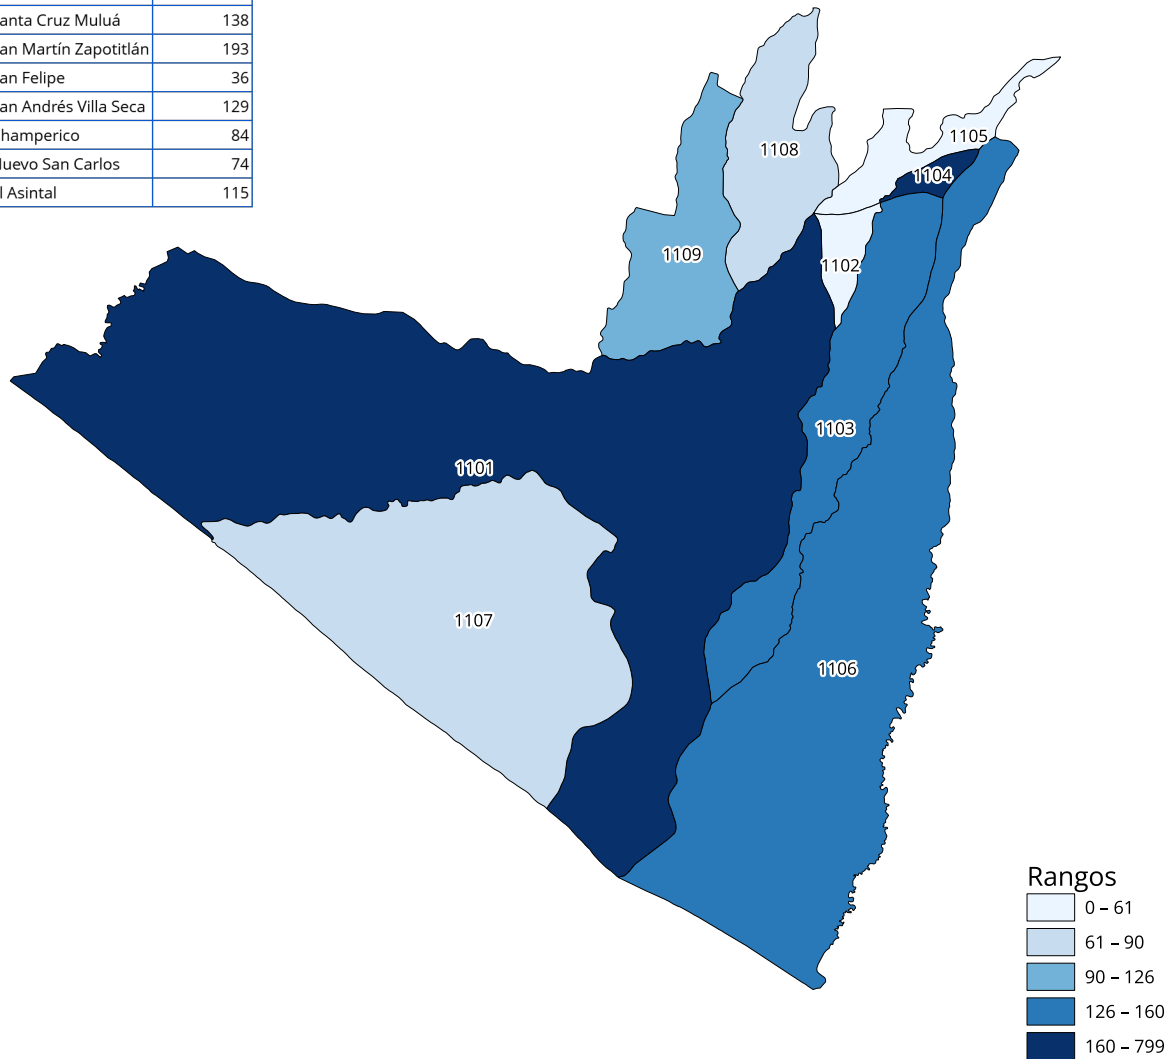 anta Cruz Muluá 138
an Martín Zapotitlán 193
an Felipe 36
an Andrés Villa Seca 129
hamperico 84
Nuevo San Carlos 74
l Asintal 115
1105
1108
1104
1109
1102
1103
1101
1107
1106
Rangos
0 – 61
61 – 90
90 – 126
126 – 160
160 – 799